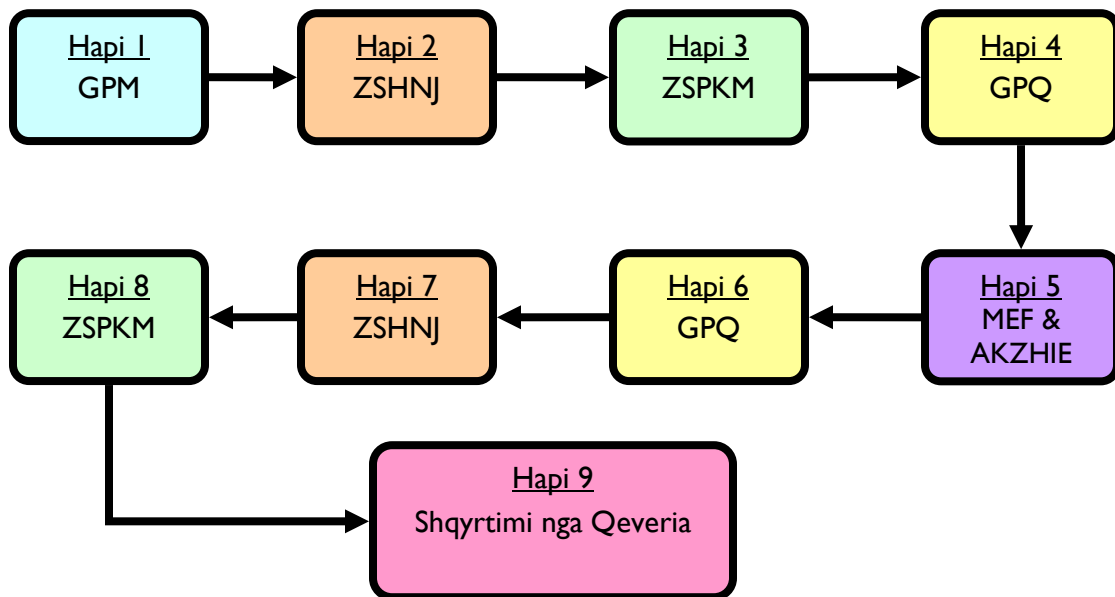 Hapi 1
GPM
Hapi 2
ZSHNJ
Hapi 3
ZSPKM
Hapi 4
GPQ
Hapi 5
MEF &
AKZHIE
Hapi 6
GPQ
Hapi 7
ZSHNJ
Hapi 8
ZSPKM
Hapi 9
Shqyrtimi nga Qeveria